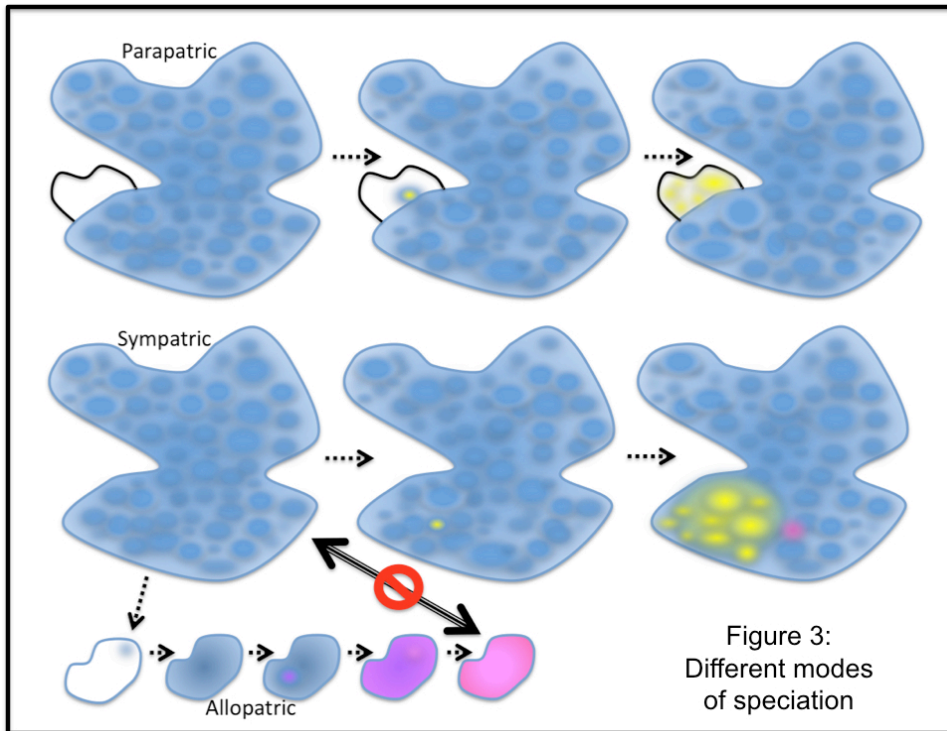 Parapatric
Sympatric
Allopatric
Figure 3:
Different modes
of speciation